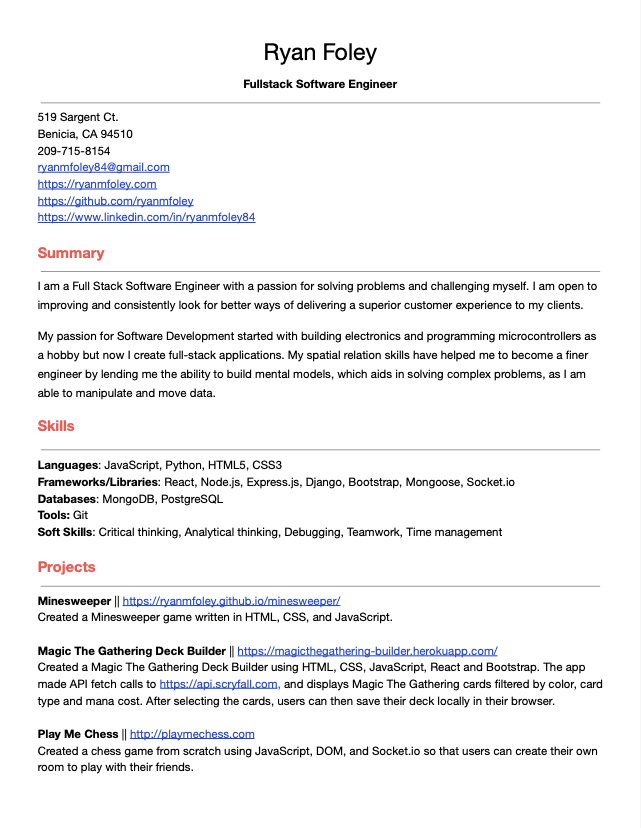 Ryan Foley
Fullstack Software Engineer
519 Sargent Ct.
Benicia, CA 94510
209-715-8154
ryanmfoley84@gmail.com
https://ryanmfoley.com
https://github.com/ryanmfoley
https://www.linkedin.com/in/ryanmfoley84
Summary
I am a Full Stack Software Engineer with a passion for solving problems and challenging myself. I am open to
improving and consistently look for better ways of delivering a superior customer experience to my clients.
My passion for Software Development started with building electronics and programming microcontrollers as
a hobby but now I create full-stack applications. My spatial relation skills have helped me to become a finer
engineer by lending me the ability to build mental models, which aids in solving complex problems, as I am
able to manipulate and move data.
Skills
Languages: JavaScript, Python, HTML5, CSS3
Frameworks/Libraries: React, Node.js, Express.js, Django, Bootstrap, Mongoose, Socket.io
Databases: MongoDB, PostgreSQL
Tools: Git
Soft Skills: Critical thinking, Analytical thinking, Debugging, Teamwork, Time management
Projects
Minesweeper || https://ryanmfoley.github.io/minesweeper/
Created a Minesweeper game written in HTML, CSS, and JavaScript.
Magic The Gathering Deck Builder || https://magicthegathering-builder.herokuapp.com/
Created a Magic The Gathering Deck Builder using HTML, CSS, JavaScript, React and Bootstrap. The app
made API fetch calls to https://api.scryfall.com, and displays Magic The Gathering cards filtered by color, card
type and mana cost. After selecting the cards, users can then save their deck locally in their browser.
Play Me Chess || http://playmechess.com
Created a chess game from scratch using JavaScript, DOM, and Socket.io so that users can create their own
room to play with their friends.